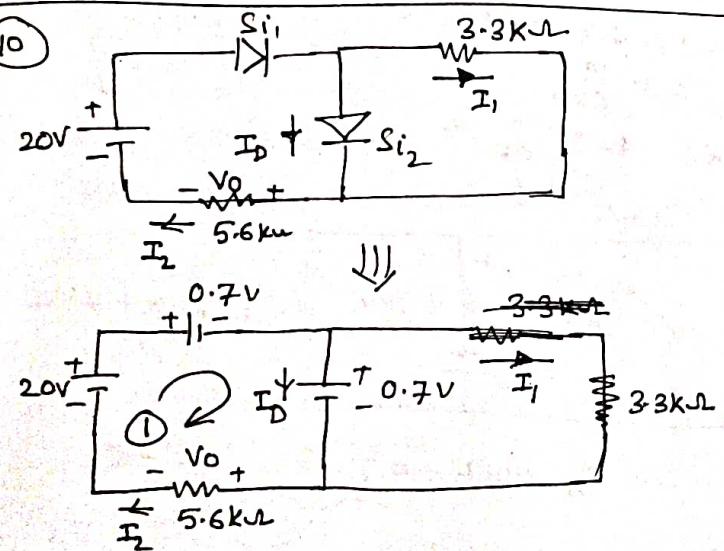 10
Si1
3.3KΩ
I1
+
20V
-
ID
Si2
- Vo +
5.6ku
I2
0.7V
+ -
3.3kΩ
+
20V
-
1
ID
+
0.7V
-
I1
3.3KΩ
- Vo +
5.6kΩ
I2